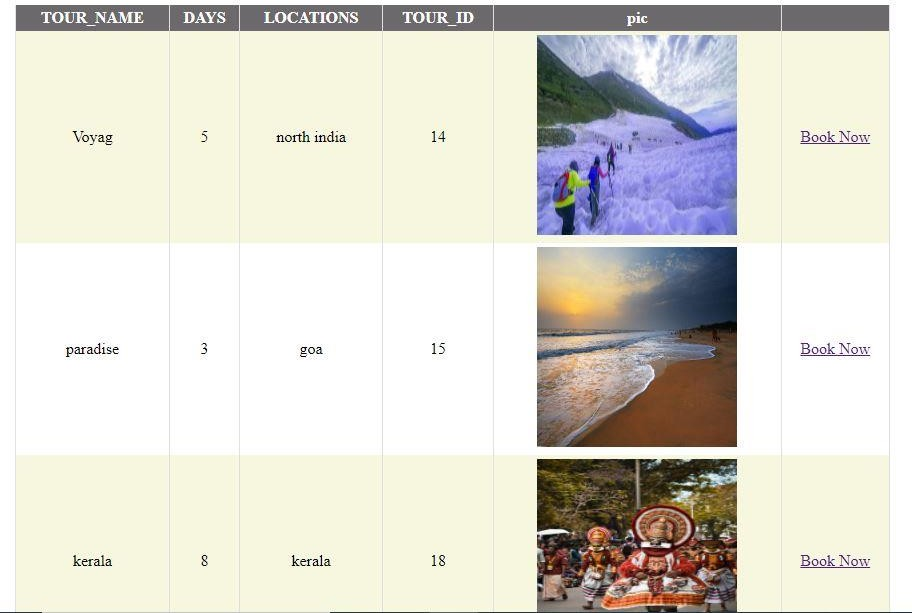 TOUR_NAME DAYS LOCATIONS TOUR_ID pic
Voyag 5 north india 14 Book Now
paradise 3 goa 15 Book Now
kerala 8 kerala 18 Book Now